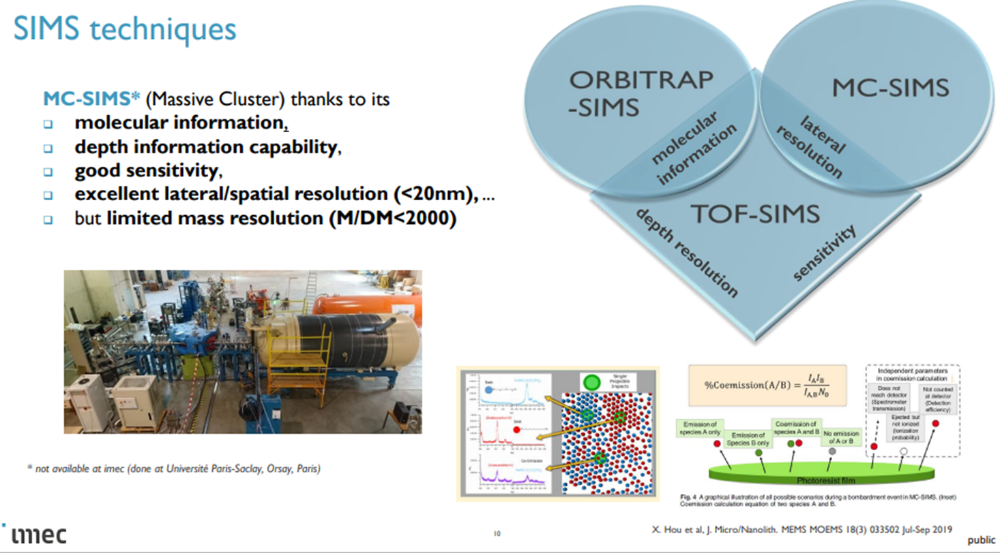 SIMS techniques
MC-SIMS* (Massive Cluster) thanks to its
molecular information,
depth information capability,
good sensitivity,
excellent lateral/spatial resolution (<20nm), ...
but limited mass resolution (M/DM<2000)
* not available at imec (done at Université Paris-Saclay, Orsay, Paris)
ORBITRAP
-SIMS
MC-SIMS
molecular
information
lateral
resolution
TOF-SIMS
depth resolution
sensitivity
Single
Projectile
Impacts
Co-Emission
%Coemission(A/B) = I_A I_B / I_A,B N_0
Independent parameters
in coemission calculation
Does not
reach detector
(Spectrometer
transmission)
Not counted
at detector
(Detection
efficiency)
Ejected but
not ionized
(Ionization
probability)
Emission of
species A only
Emission of
Species B only
Coemission of
species A and B
No emission
of A or B
Photoresist film
Fig. 4 A graphical illustration of all possible scenarios during a bombardment event in MC-SIMS. (Inset)
Coemission calculation equation of two species A and B.
imec
10
X. Hou et al, J. Micro/Nanolith. MEMS MOEMS 18(3) 033502 Jul-Sep 2019
public